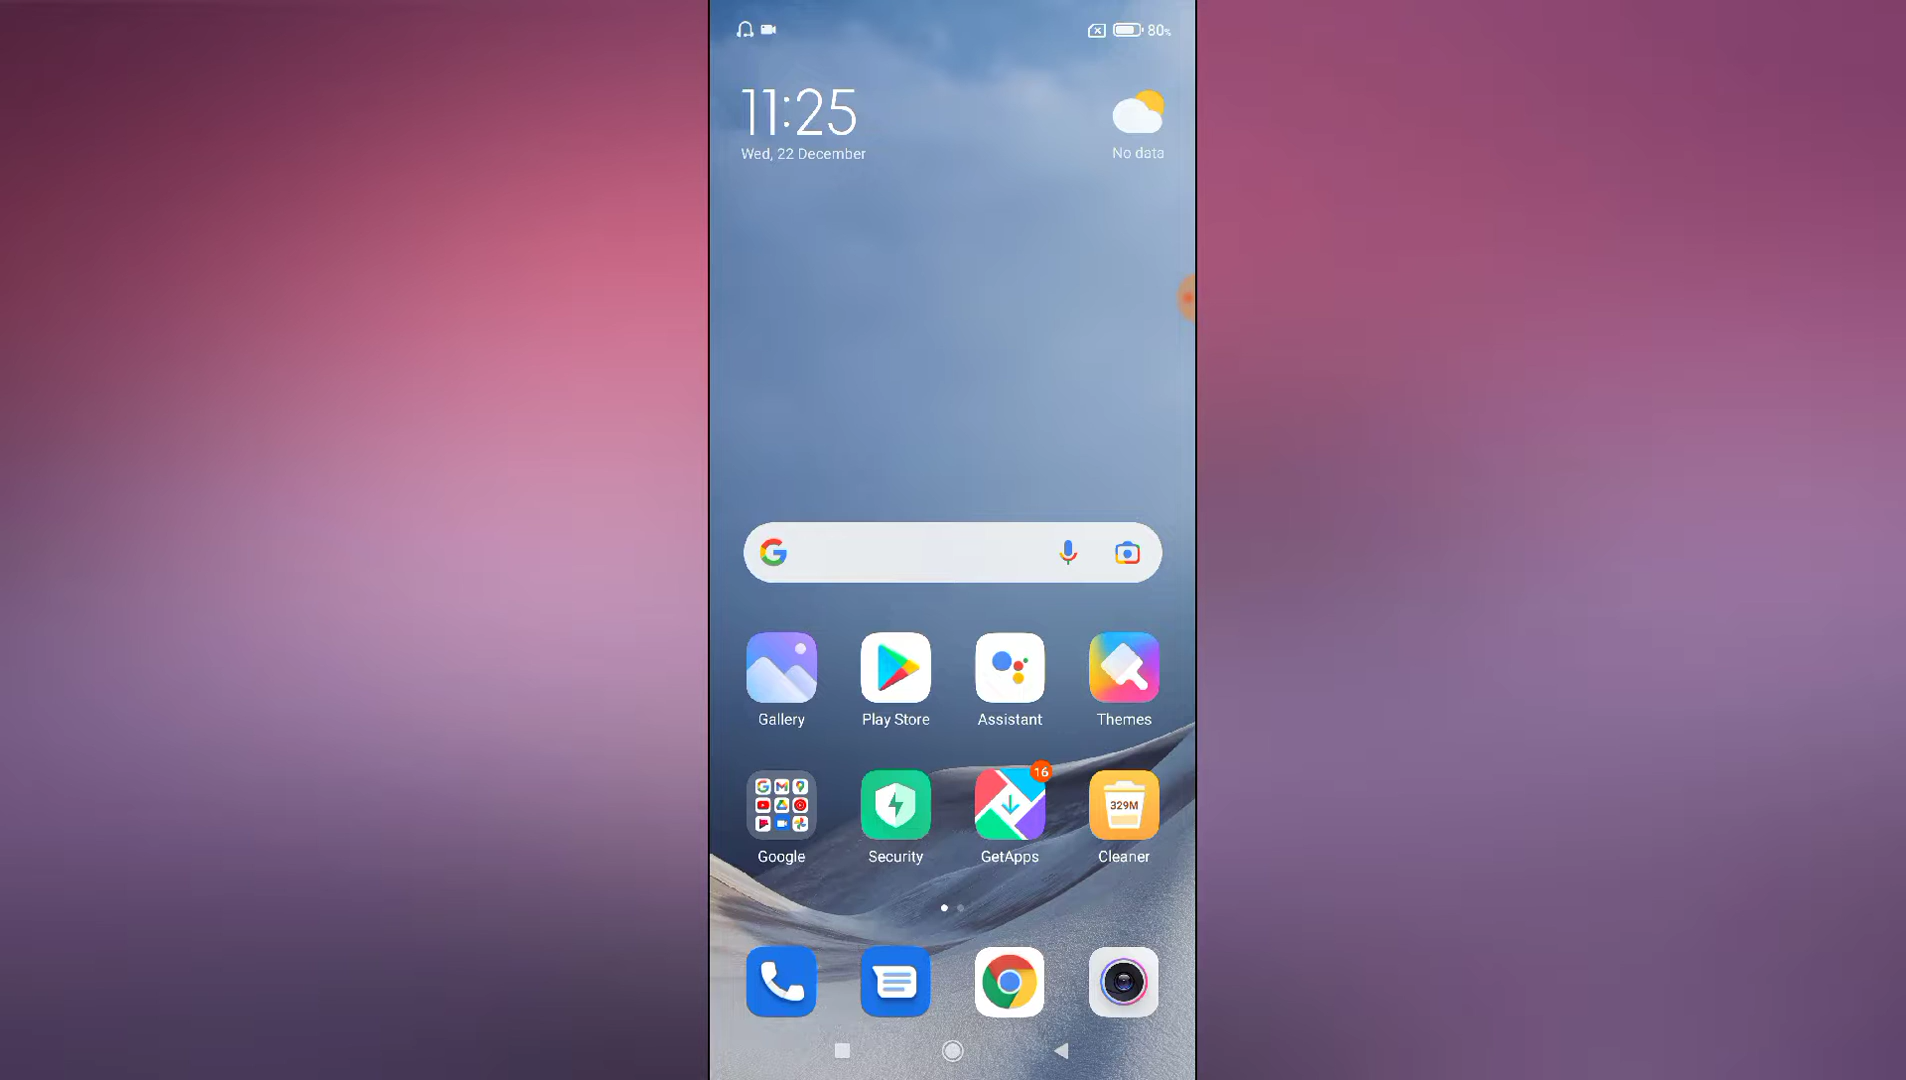 80%
11:25
Wed, 22 December
No data
Gallery
Play Store
Assistant
Themes
16
329M
Google
Security
GetApps
Cleaner